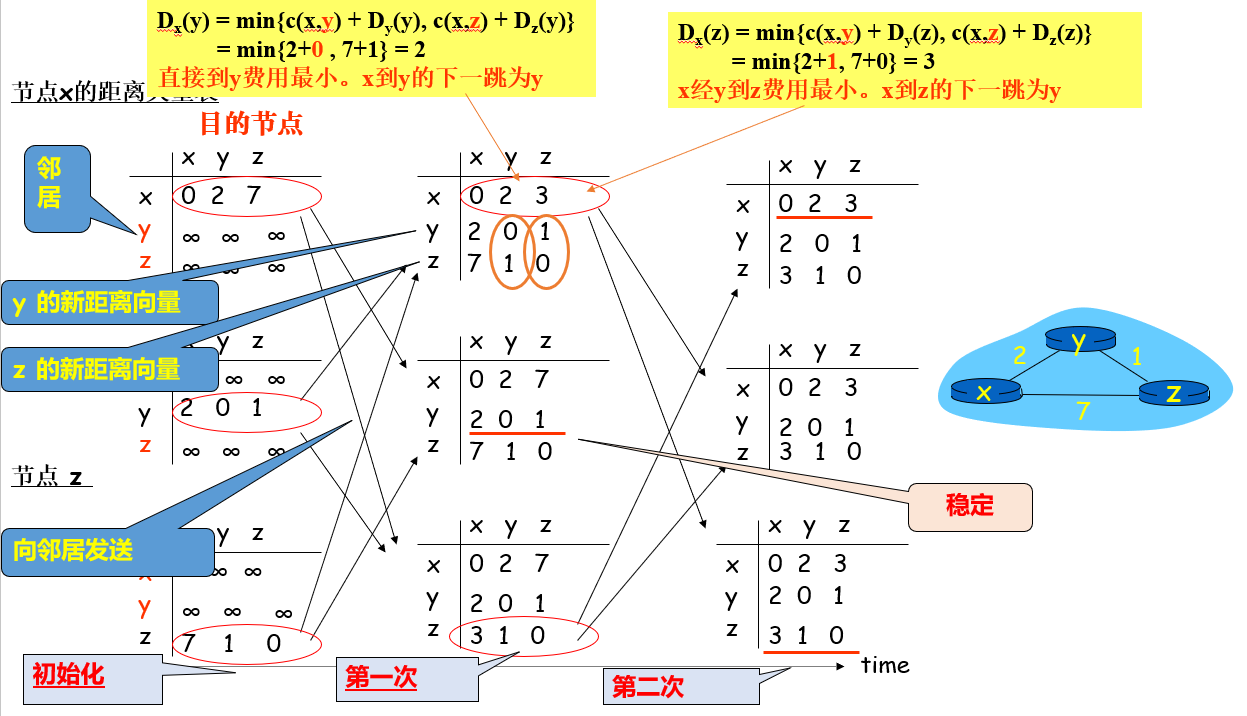 Dx(y) = min{c(x,y) + Dy(y), c(x,z) + Dz(y)}
= min{2+0 , 7+1} = 2
直接到y费用最小。x到y的下一跳为y
Dx(z) = min{c(x,y) + Dy(z), c(x,z) + Dz(z)}
= min{2+1, 7+0} = 3
x经y到z费用最小。x到z的下一跳为y
节点x的距离矢量表
目的节点
邻居
x y z
x 0 2 7
y ∞ ∞ ∞
z ∞ ∞ ∞
x y z
x 0 2 3
y 2 0 1
z 7 1 0
x y z
x 0 2 3
y 2 0 1
z 3 1 0
y 的新距离向量
z 的新距离向量
y z
∞ ∞
y 2 0 1
z ∞ ∞ ∞
x y z
x 0 2 7
y 2 0 1
z 7 1 0
x y z
x 0 2 3
y 2 0 1
z 3 1 0
y
2 1
x z
7
节点 z
稳定
向邻居发送
y z
x ∞ ∞
y ∞ ∞ ∞
z 7 1 0
x y z
x 0 2 7
y 2 0 1
z 3 1 0
x y z
x 0 2 3
y 2 0 1
z 3 1 0
初始化
第一次
第二次
time